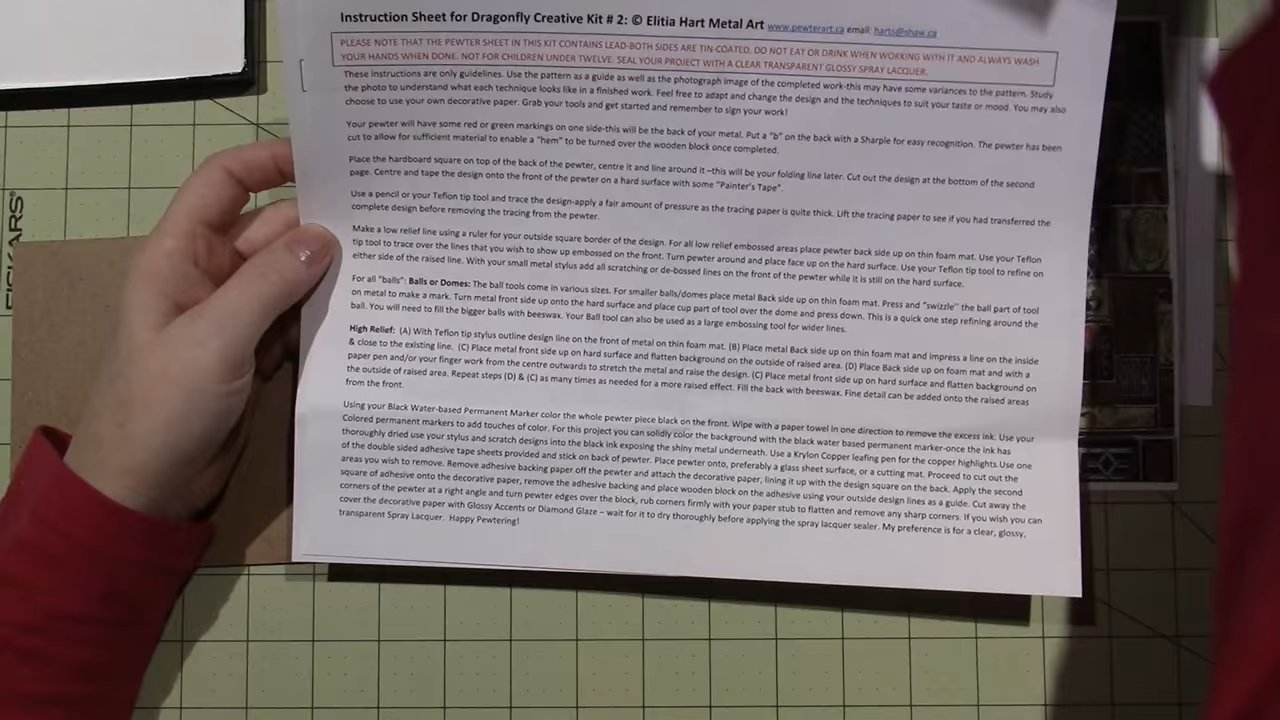 Instruction Sheet for Dragonfly Creative Kit # 2: © Elitia Hart Metal Art www.pewterart.ca email: harts@shaw.ca
PLEASE NOTE THAT THE PEWTER SHEET IN THIS KIT CONTAINS LEAD-BOTH SIDES ARE TIN-COATED. DO NOT EAT OR DRINK WHEN WORKING WITH IT AND ALWAYS WASH
YOUR HANDS WHEN DONE. NOT FOR CHILDREN UNDER TWELVE. SEAL YOUR PROJECT WITH A CLEAR TRANSPARENT GLOSSY SPRAY LACQUER.
These instructions are only guidelines. Use the pattern as a guide as well as the photograph image of the completed work-this may have some variances to the pattern. Study
the photo to understand what each technique looks like in a finished work. Feel free to adapt and change the design and the techniques to suit your taste or mood. You may also
choose to use your own decorative paper. Grab your tools and get started and remember to sign your work!
Your pewter will have some red or green markings on one side-this will be the back of your metal. Put a "b" on the back with a Sharpie for easy recognition. The pewter has been
cut to allow for sufficient material to enable a "hem" to be turned over the wooden block once completed.
Place the hardboard square on top of the back of the pewter, centre it and line around it –this will be your folding line later. Cut out the design at the bottom of the second
page. Centre and tape the design onto the front of the pewter on a hard surface with some "Painter's Tape".
Use a pencil or your Teflon tip tool and trace the design-apply a fair amount of pressure as the tracing paper is quite thick. Lift the tracing paper to see if you had transferred the
complete design before removing the tracing from the pewter.
Make a low relief line using a ruler for your outside square border of the design. For all low relief embossed areas place pewter back side up on thin foam mat. Use your Teflon
tip tool to trace over the lines that you wish to show up embossed on the front. Turn pewter around and place face up on the hard surface. Use your Teflon tip tool to refine on
either side of the raised line. With your small metal stylus add all scratching or de-bossed lines on the front of the pewter while it is still on the hard surface.
For all "balls": Balls or Domes: The ball tools come in various sizes. For smaller balls/domes place metal Back side up on thin foam mat. Press and "swizzle" the ball part of tool
on metal to make a mark. Turn metal front side up onto the hard surface and place cup part of tool over the dome and press down. This is a quick one step refining around the
ball. You will need to fill the bigger balls with beeswax. Your Ball tool can also be used as a large embossing tool for wider lines.
High Relief: (A) With Teflon tip stylus outline design line on the front of metal on thin foam mat. (B) Place metal Back side up on thin foam mat and impress a line on the inside
& close to the existing line. (C) Place metal front side up on hard surface and flatten background on the outside of raised area. (D) Place Back side up on foam mat and with a
paper pen and/or your finger work from the centre outwards to stretch the metal and raise the design. (C) Place metal front side up on hard surface and flatten background on
the outside of raised area. Repeat steps (D) & (C) as many times as needed for a more raised effect. Fill the back with beeswax. Fine detail can be added onto the raised areas
from the front.
Using your Black Water-based Permanent Marker color the whole pewter piece black on the front. Wipe with a paper towel in one direction to remove the excess ink. Use your
Colored permanent markers to add touches of color. For this project you can solidly color the background with the black water based permanent marker-once the ink has
thoroughly dried use your stylus and scratch designs into the black ink exposing the shiny metal underneath. Use a Krylon Copper leafing pen for the copper highlights.Use one
of the double sided adhesive tape sheets provided and stick on back of pewter. Place pewter onto, preferably a glass sheet surface, or a cutting mat. Proceed to cut out the
areas you wish to remove. Remove adhesive backing paper off the pewter and attach the decorative paper, lining it up with the design square on the back. Apply the second
square of adhesive onto the decorative paper, remove the adhesive backing and place wooden block on the adhesive using your outside design lines as a guide. Cut away the
corners of the pewter at a right angle and turn pewter edges over the block, rub corners firmly with your paper stub to flatten and remove any sharp corners. If you wish you can
cover the decorative paper with Glossy Accents or Diamond Glaze – wait for it to dry thoroughly before applying the spray lacquer sealer. My preference is for a clear, glossy,
transparent Spray Lacquer. Happy Pewtering!
FISKARS